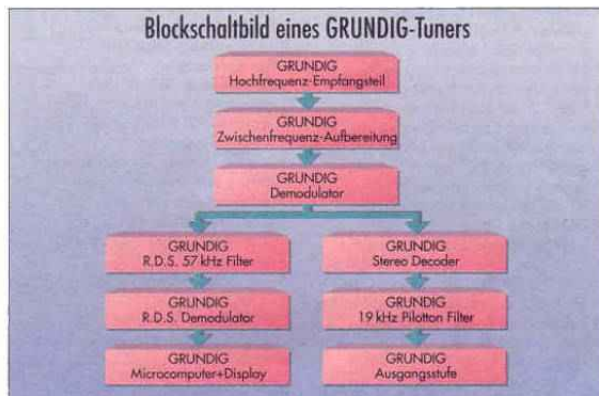 Blockschaltbild eines GRUNDIG-Tuners
GRUNDIG
Hochfrequenz-Empfangsteil
GRUNDIG
Zwischenfrequenz-Aufbereitung
GRUNDIG
Demodulator
GRUNDIG
R.D.S. 57 kHz Filter
GRUNDIG
R.D.S. Demodulator
GRUNDIG
Microcomputer+Display
GRUNDIG
Stereo Decoder
GRUNDIG
19 kHz Pilotton Filter
GRUNDIG
Ausgangsstufe